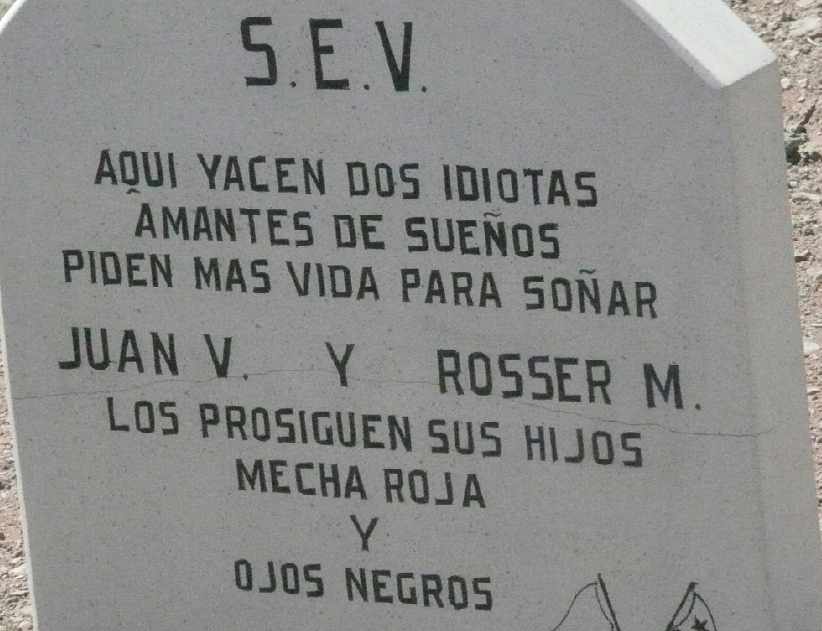 S.E.V.
AQUI YACEN DOS IDIOTAS
AMANTES DE SUEÑOS
PIDEN MAS VIDA PARA SOÑAR
JUAN V. Y ROSSER M.
LOS PROSIGUEN SUS HIJOS
MECHA ROJA
Y
OJOS NEGROS